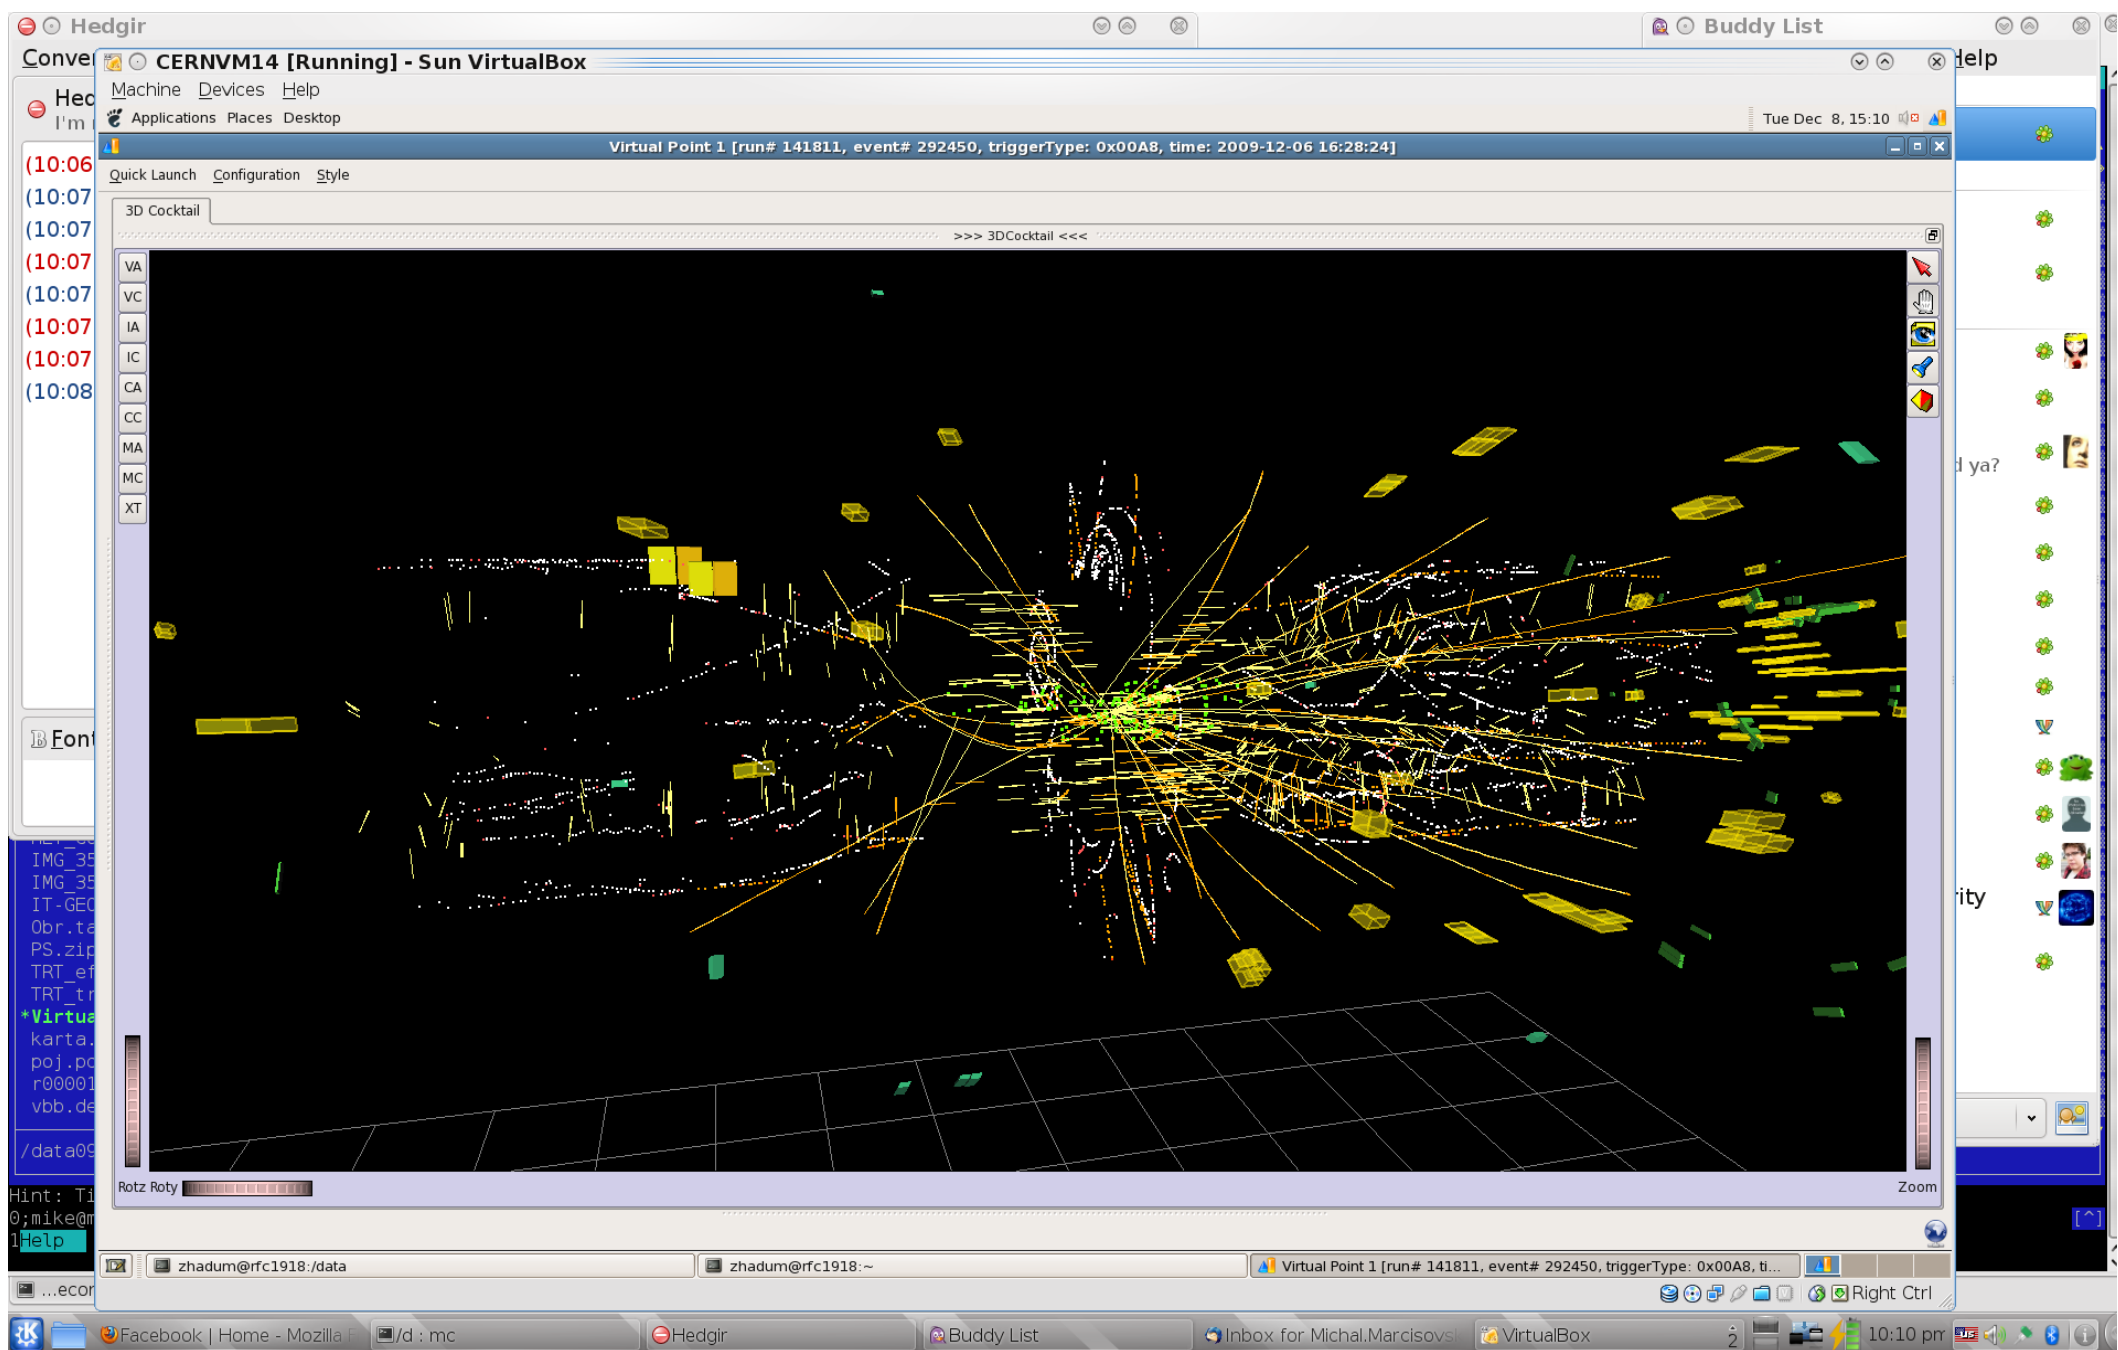 Hedgir
Buddy List
Help
CERNVM14 [Running] - Sun VirtualBox
Machine Devices Help
Applications Places Desktop
Tue Dec 8, 15:10
I'm
Virtual Point 1 [run# 141811, event# 292450, triggerType: 0x00A8, time: 2009-12-06 16:28:24]
Quick Launch Configuration Style
3D Cocktail
>>> 3DCocktail <<<
(10:06
(10:07
(10:07
(10:07
(10:07
(10:07
(10:07
(10:08
VA
VC
IA
IC
CA
CC
MA
MC
XT
d ya?
Font
IMG_35
IMG_35
IT-GEO
Obr.ta
PS.zip
TRT_ef
TRT_tr
*Virtua
karta.
poj.po
r00001
vbb.de
/data09
rity
Rotz Roty
Zoom
Hint: Ti
0;mike@m
1Help
[^]
zhadum@rfc1918:/data
zhadum@rfc1918:~
Virtual Point 1 [run# 141811, event# 292450, triggerType: 0x00A8, ti...
...econ
Right Ctrl
Facebook | Home - Mozilla F
/d : mc
Hedgir
Buddy List
Inbox for Michal.Marcisovs
VirtualBox
2
10:10 pm
us